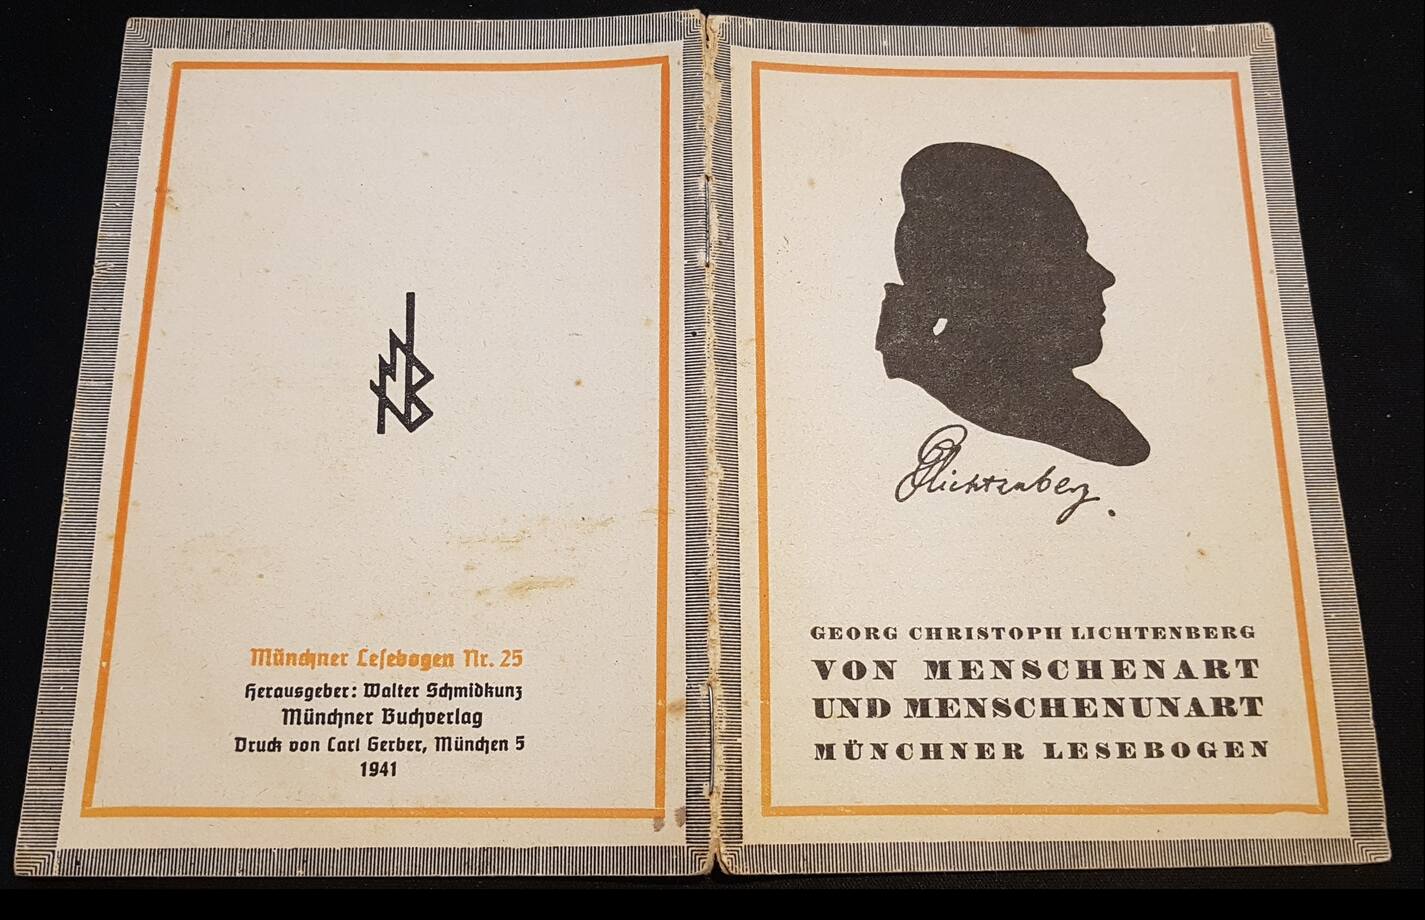 Münchner Lesebogen Nr. 25
Herausgeber: Walter Schmidkunz
Münchner Buchverlag
Druck von Carl Gerber, München 5
1941
GCLichtenberg.
GEORG CHRISTOPH LICHTENBERG
VON MENSCHENART
UND MENSCHENUNART
MÜNCHNER LESEBOGEN